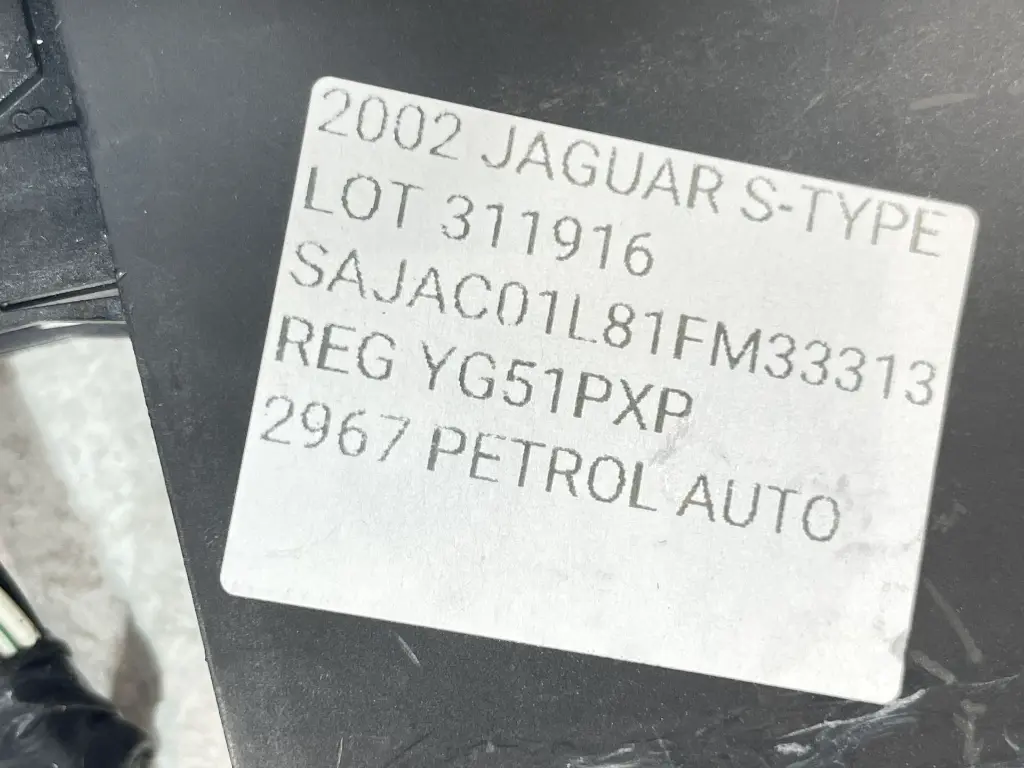 2002 JAGUAR S-TYPE
LOT 311916
SAJAC01L81FM33313
REG YG51PXP
2967 PETROL AUTO